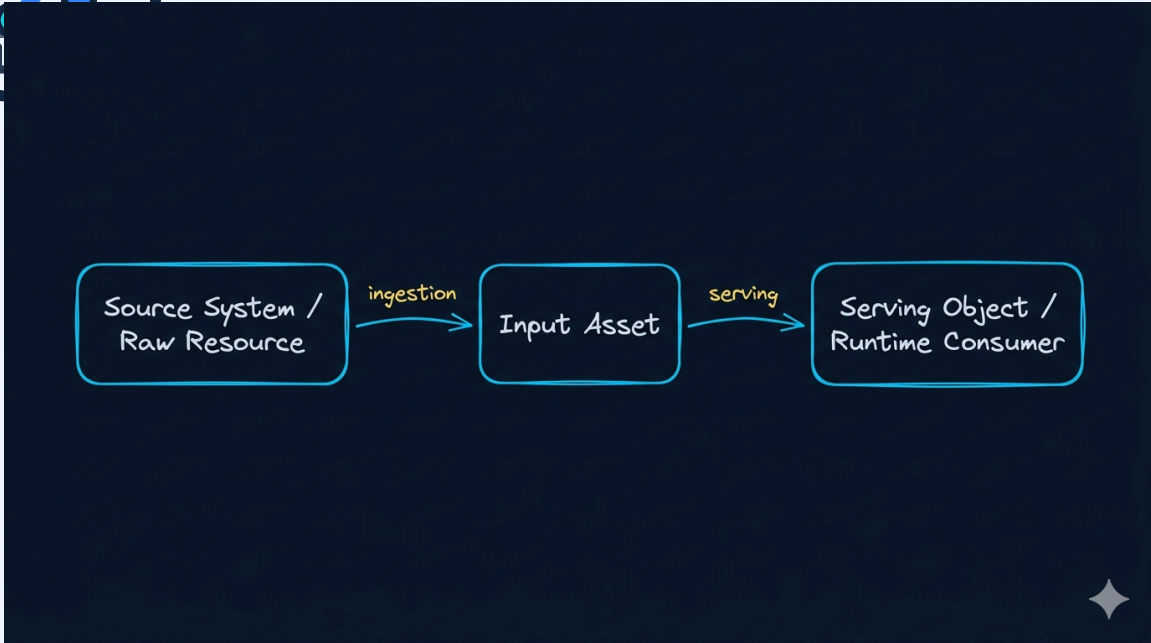 Source System /
Raw Resource
ingestion
Input Asset
serving
Serving Object /
Runtime Consumer